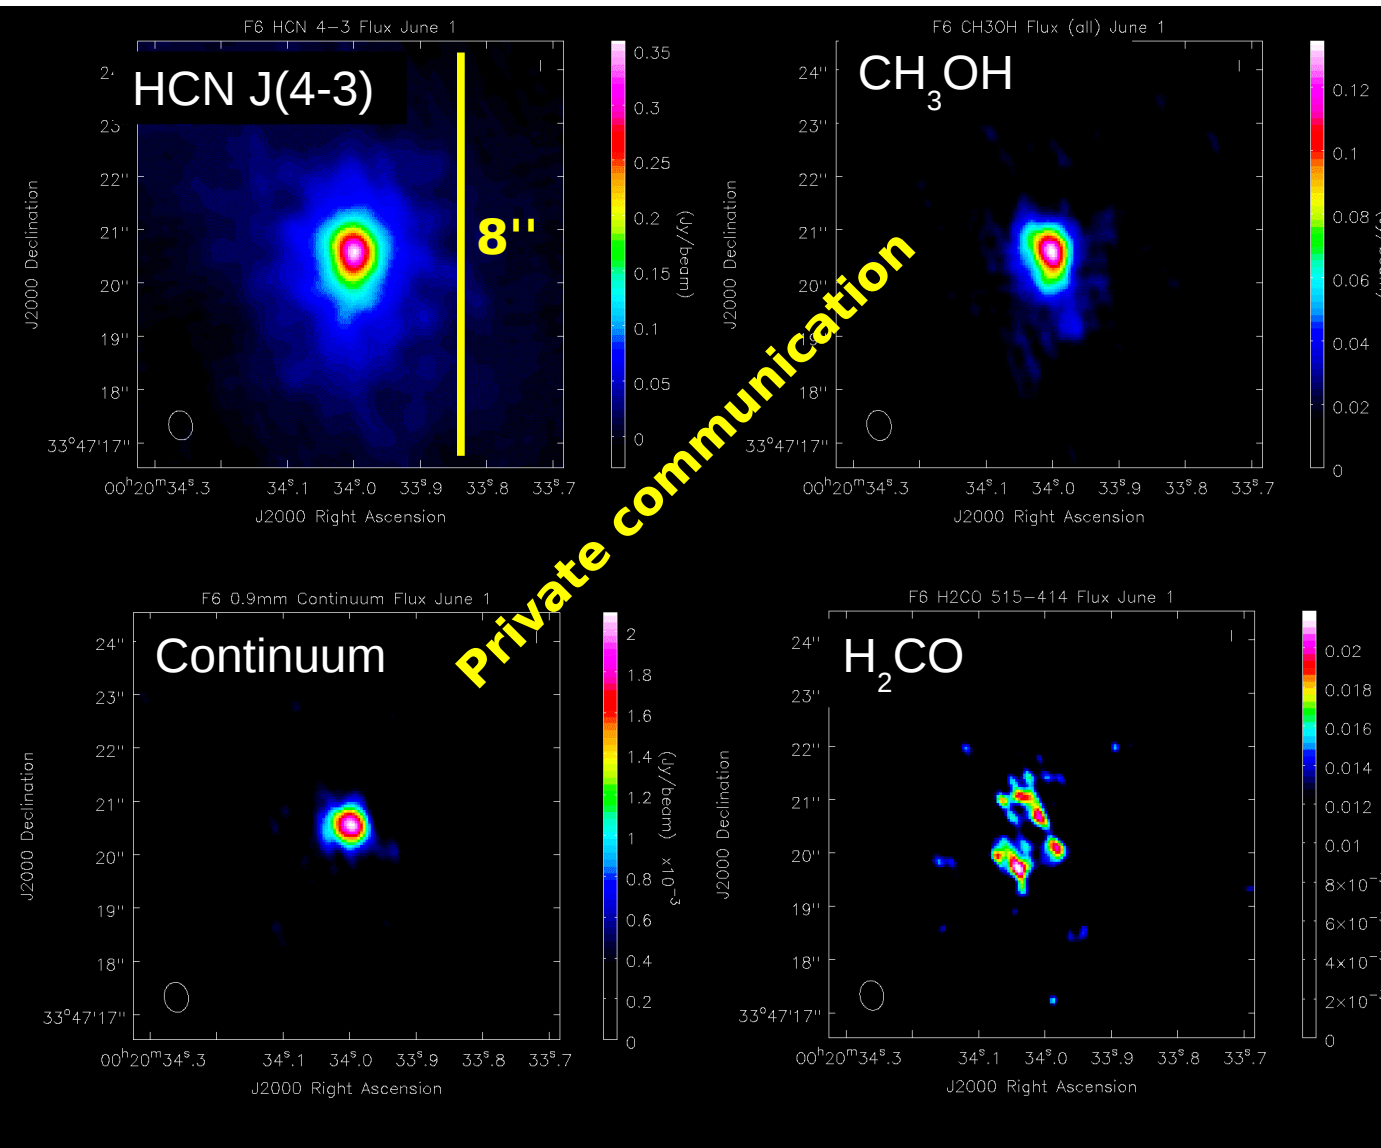 F6 HCN 4−3 Flux June 1
HCN J(4-3)
23
22''
21''
20''
19''
18''
33°47'17''
J2000 Declination
00ʰ20ᵐ34ˢ.3
34ˢ.1
34ˢ.0
33ˢ.9
33ˢ.8
33ˢ.7
J2000 Right Ascension
8''
0.35
0.3
0.25
0.2
0.15
0.1
0.05
0
(Jy/beam)
F6 CH3OH Flux (all) June 1
CH₃OH
24''
23''
22''
21''
20''
18''
33°47'17''
J2000 Declination
00ʰ20ᵐ34ˢ.3
34ˢ.1
34ˢ.0
33ˢ.9
33ˢ.8
33ˢ.7
J2000 Right Ascension
0.12
0.1
0.08
0.06
0.04
0.02
0
Private communication
F6 0.9mm Continuum Flux June 1
Continuum
24''
23''
22''
21''
20''
19''
18''
33°47'17''
J2000 Declination
00ʰ20ᵐ34ˢ.3
34ˢ.1
34ˢ.0
33ˢ.9
33ˢ.8
33ˢ.7
J2000 Right Ascension
2
1.8
1.6
1.4
1.2
1
0.8
0.6
0.4
0.2
0
(Jy/beam) x10⁻³
F6 H2CO 515−414 Flux June 1
H₂CO
24''
23''
22''
21''
20''
19''
18''
33°47'17''
J2000 Declination
00ʰ20ᵐ34ˢ.3
34ˢ.1
34ˢ.0
33ˢ.9
33ˢ.8
33ˢ.7
J2000 Right Ascension
0.02
0.018
0.016
0.014
0.012
0.01
8×10⁻
6×10⁻
4×10⁻
2×10⁻
0